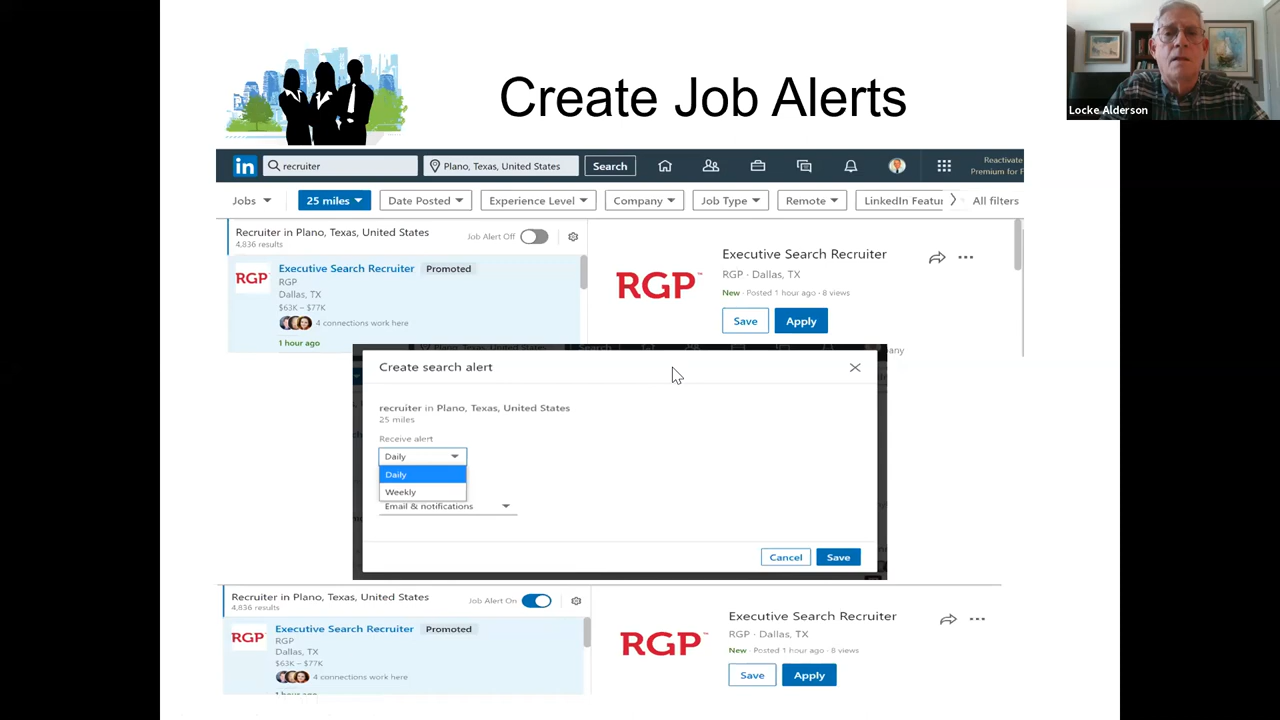 Create Job Alerts
Locke Alderson
in
recruiter
Plano, Texas, United States
Search
Reactivate
Premium for F
Jobs
25 miles
Date Posted
Experience Level
Company
Job Type
Remote
LinkedIn Featur
All filters
Recruiter in Plano, Texas, United States
4,836 results
Job Alert Off
RGP
Executive Search Recruiter Promoted
RGP
Dallas, TX
$63K – $77K
4 connections work here
1 hour ago
RGP™
Executive Search Recruiter
RGP · Dallas, TX
New · Posted 1 hour ago · 8 views
Save
Apply
Create search alert
recruiter in Plano, Texas, United States
25 miles
Receive alert
Daily
Daily
Weekly
Email & notifications
Cancel
Save
Recruiter in Plano, Texas, United States
4,836 results
Job Alert On
RGP
Executive Search Recruiter Promoted
RGP
Dallas, TX
$63K – $77K
4 connections work here
RGP™
Executive Search Recruiter
RGP · Dallas, TX
New · Posted 1 hour ago · 8 views
Save
Apply